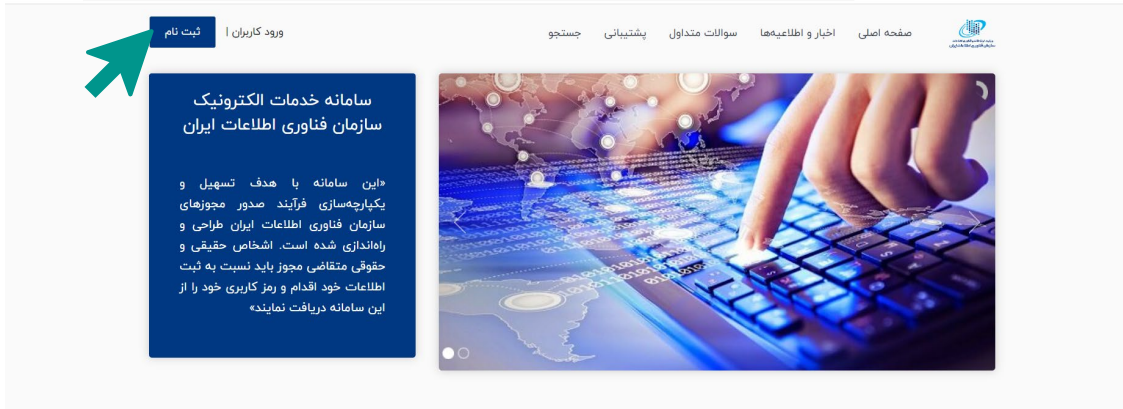 صفحه اصلی
اخبار و اطلاعیه‌ها
سوالات متداول
پشتیبانی
جستجو
ورود کاربران |
ثبت نام
سامانه خدمات الکترونیک
سازمان فناوری اطلاعات ایران
«این سامانه با هدف تسهیل و
یکپارچه‌سازی فرآیند صدور مجوزهای
سازمان فناوری اطلاعات ایران طراحی و
راه‌اندازی شده است. اشخاص حقیقی و
حقوقی متقاضی مجوز باید نسبت به ثبت
اطلاعات خود اقدام و رمز کاربری خود را از
این سامانه دریافت نمایند»